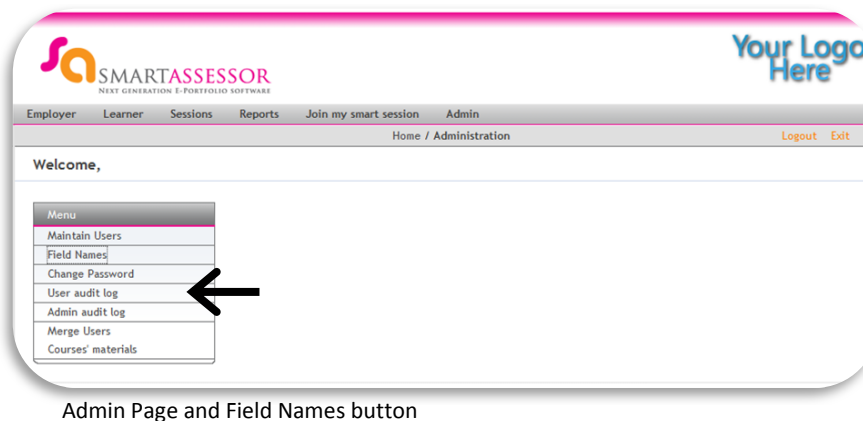 Your Logo
Here
SMARTASSESSOR
NEXT GENERATION E-PORTFOLIO SOFTWARE
Employer Learner Sessions Reports Join my smart session Admin
Home / Administration Logout Exit
Welcome,
Menu
Maintain Users
Field Names
Change Password
User audit log
Admin audit log
Merge Users
Courses' materials
Admin Page and Field Names button